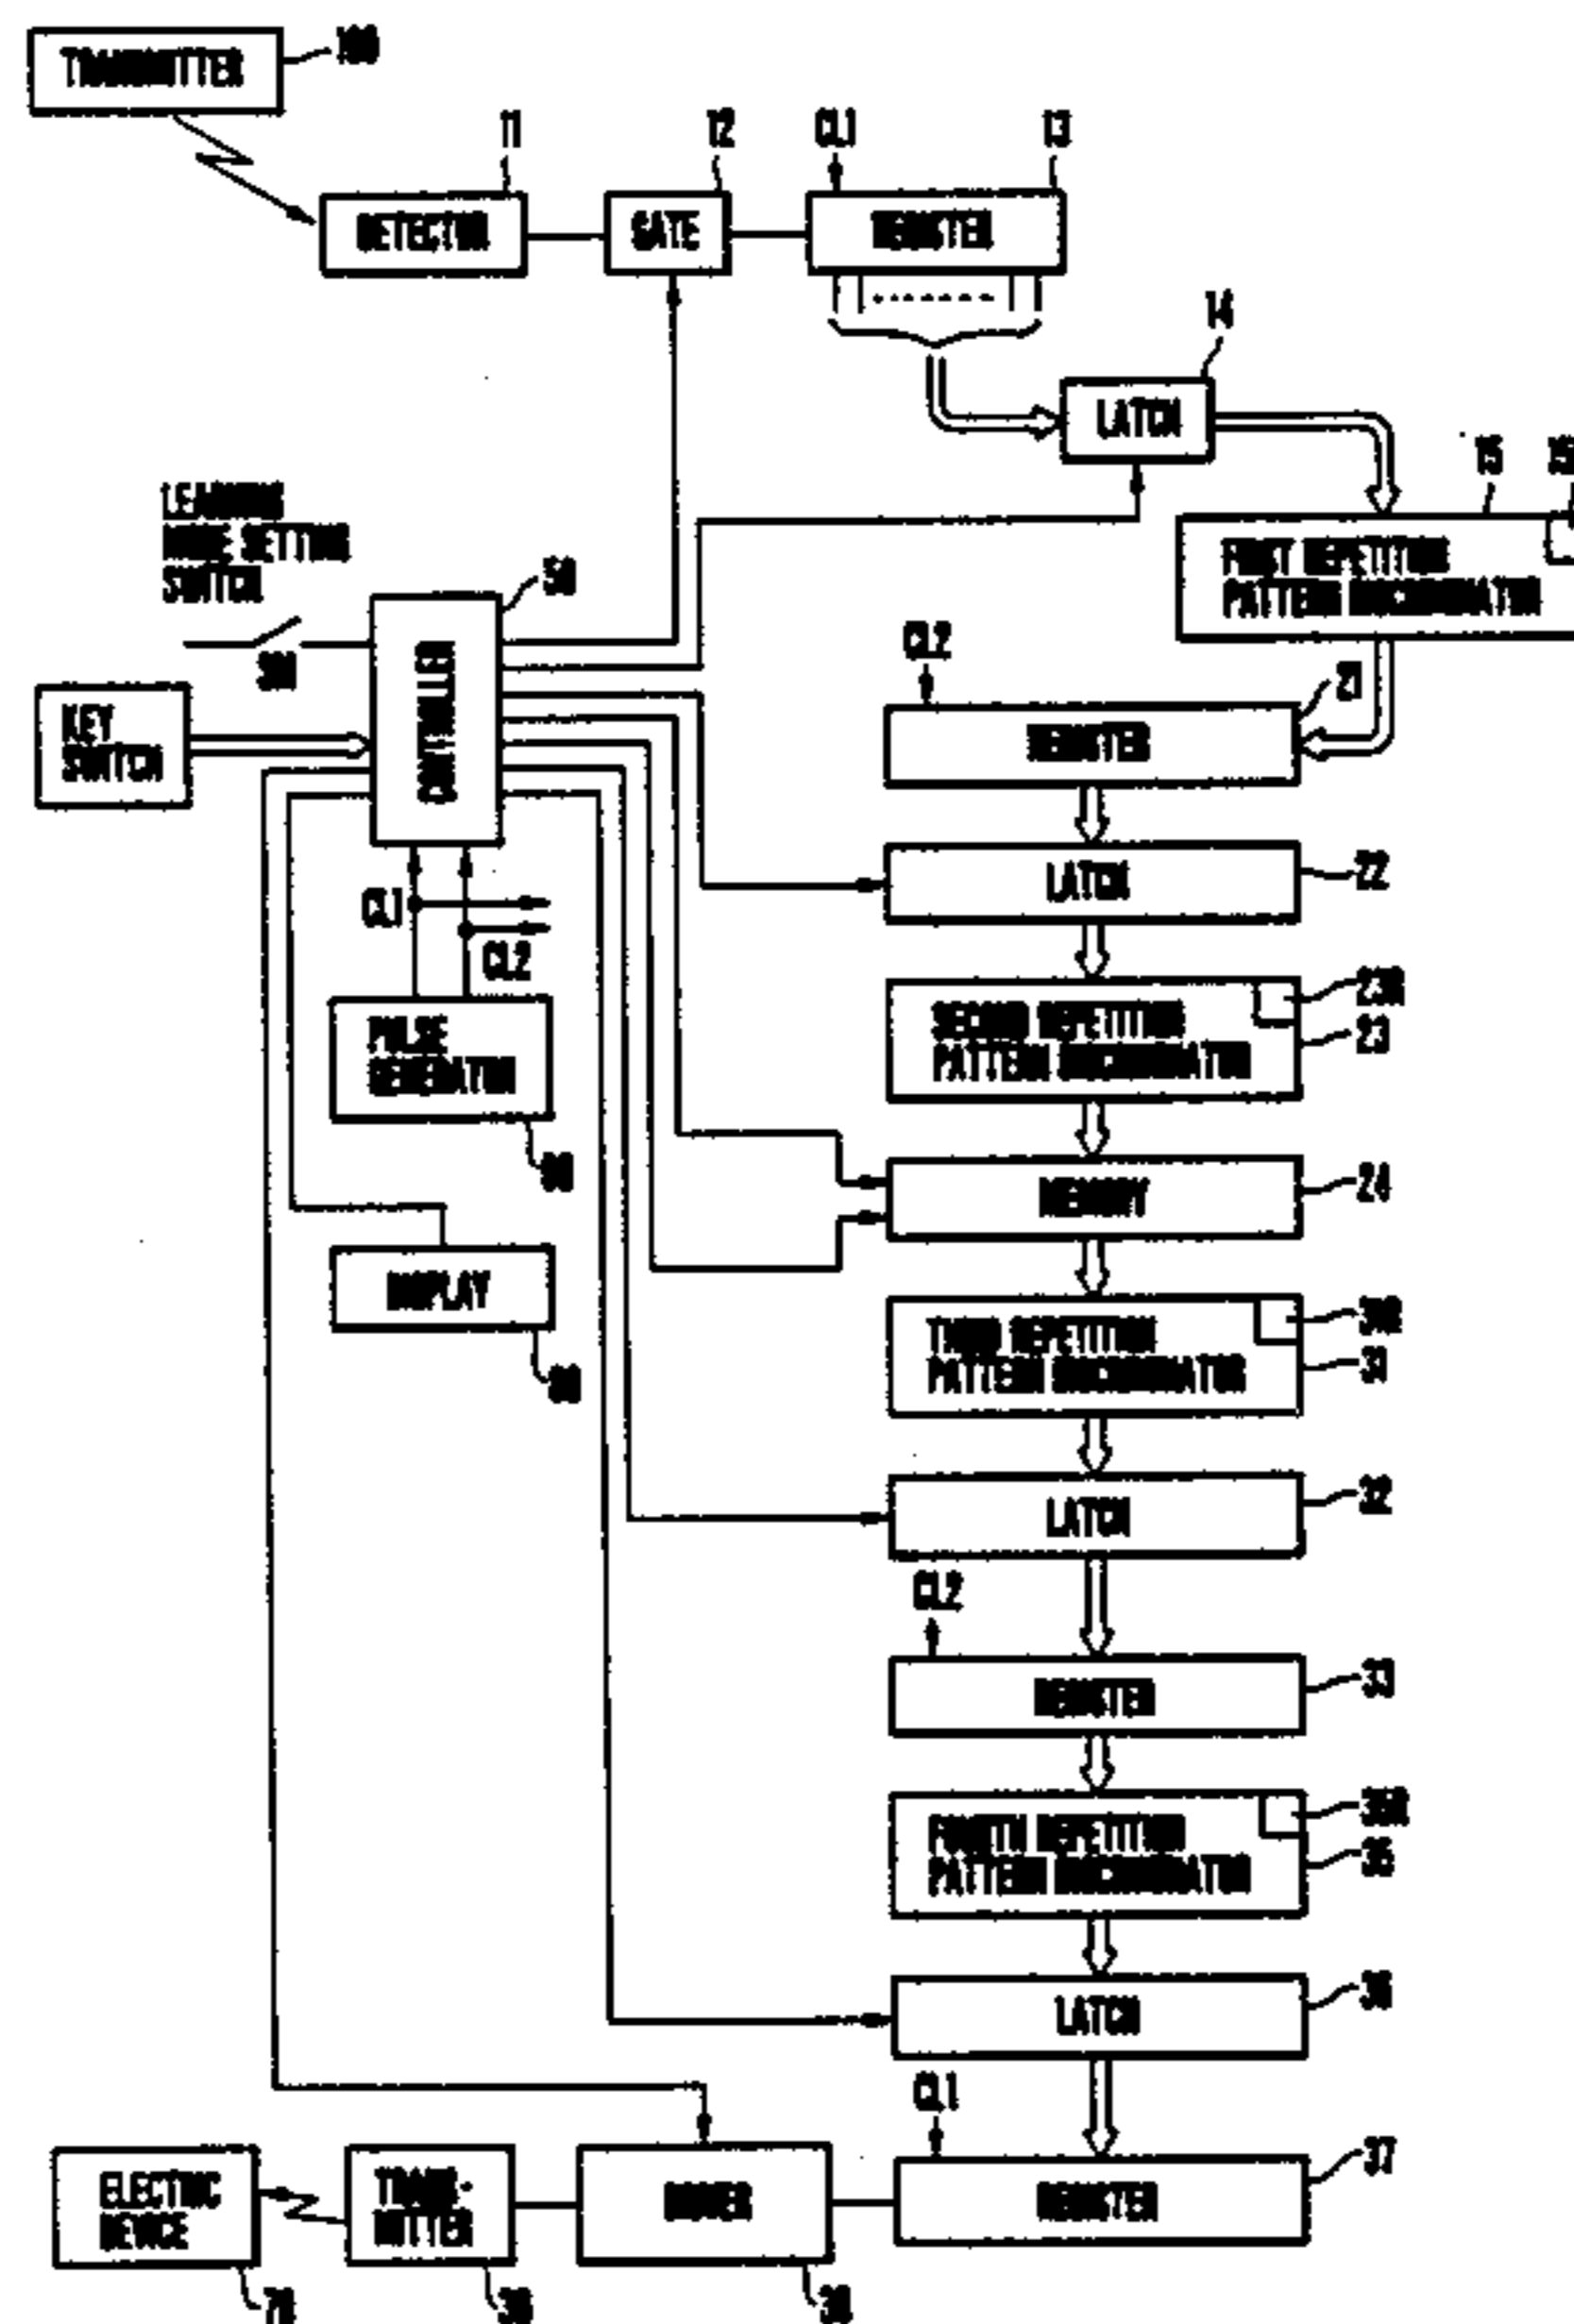 TRANSMITTER
100
11
12
CL1
13
DETECTOR
GATE
REGISTER
14
LATCH
15
LEARNING
MODE SETTING
SWITCH
50
FIRST REPETITION
PATTERN DISCRIMINATOR
CONTROLLER
CL2
21
KEY
SWITCH
REGISTER
LATCH
22
CL1
CL2
SECOND REPETITION
PATTERN DISCRIMINATOR
23
PULSE
GENERATOR
MEMORY
24
DISPLAY
THIRD REPETITION
PATTERN DISCRIMINATOR
31
LATCH
32
CL2
REGISTER
33
FOURTH REPETITION
PATTERN DISCRIMINATOR
35
LATCH
36
CL1
REGISTER
37
ELECTRIC
DEVICE
TRANS-
MITTER
70